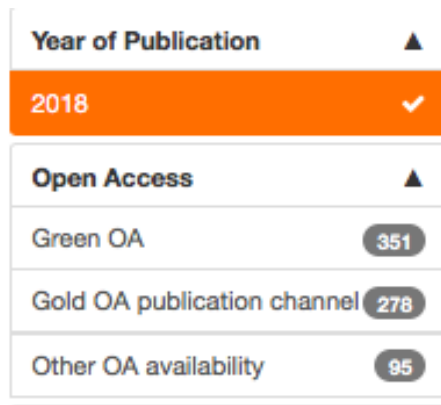 Year of Publication ▲
2018 ✓
Open Access ▲
Green OA 351
Gold OA publication channel 278
Other OA availability 95